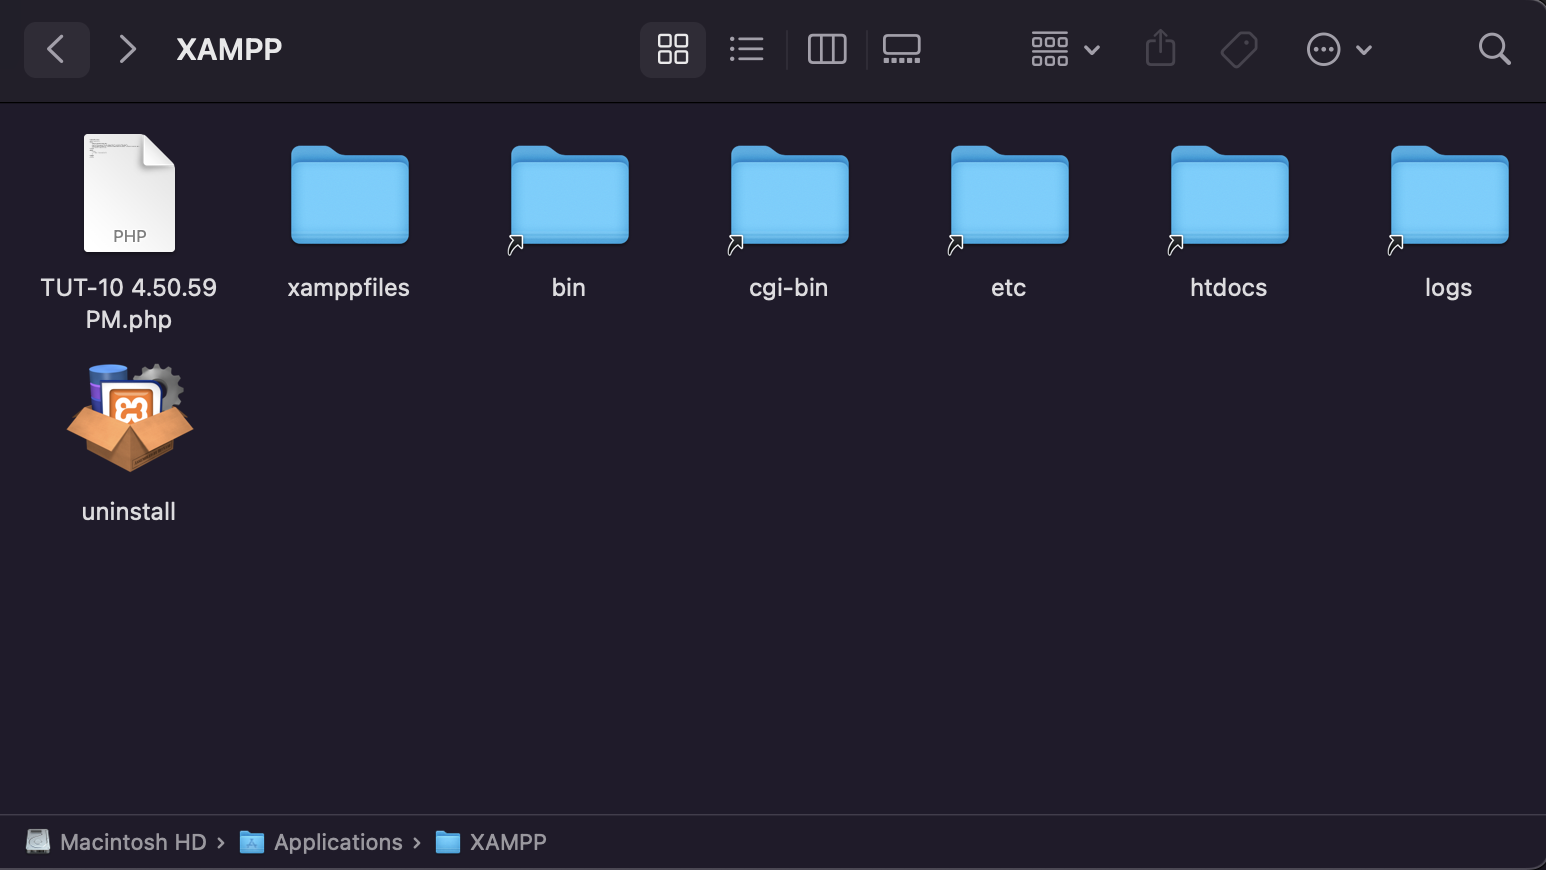 XAMPP
PHP
TUT-10 4.50.59
PM.php
xamppfiles
bin
cgi-bin
etc
htdocs
logs
uninstall
Macintosh HD › Applications › XAMPP